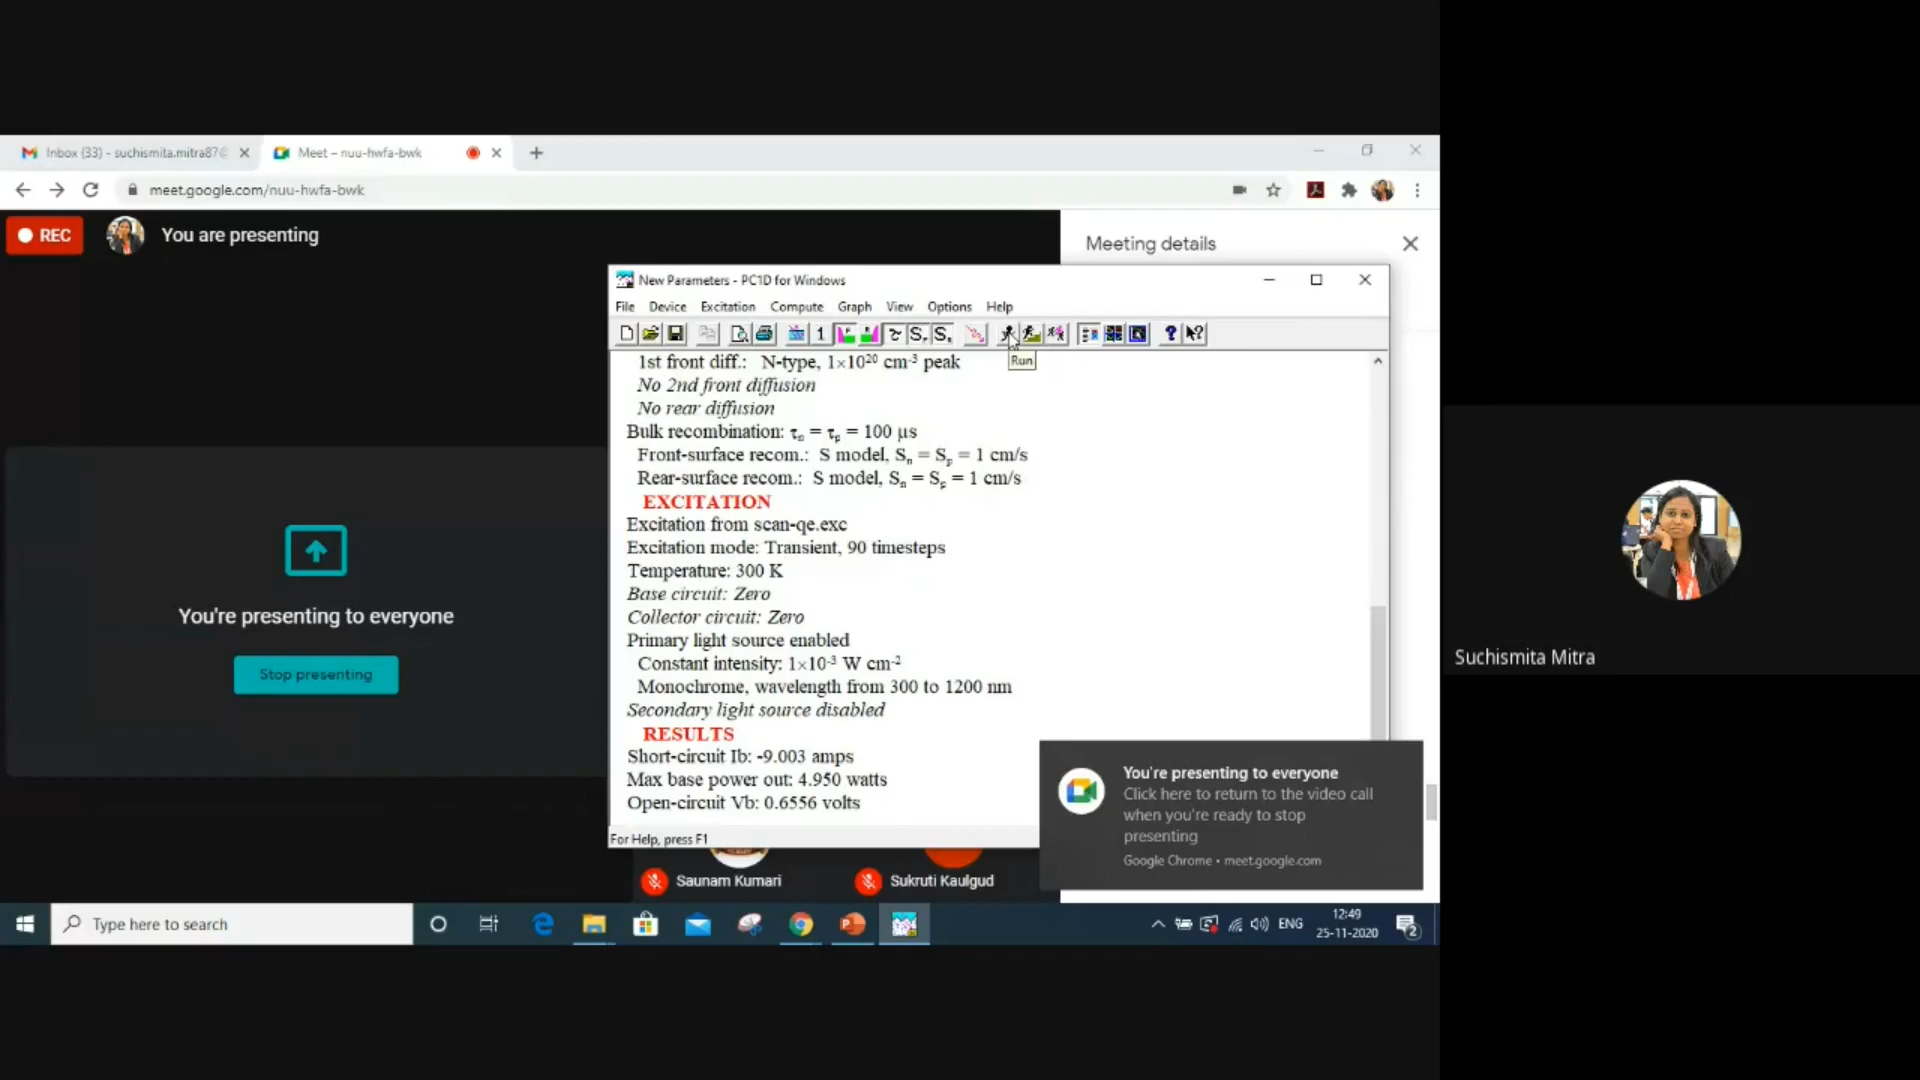 Inbox (33) - suchismita.mitra87@
Meet – nuu-hwfa-bwk
meet.google.com/nuu-hwfa-bwk
REC
You are presenting
Meeting details
New Parameters - PC1D for Windows
File Device Excitation Compute Graph View Options Help
Run
1st front diff.: N-type, 1×10²⁰ cm⁻³ peak
No 2nd front diffusion
No rear diffusion
Bulk recombination: τₙ = τₚ = 100 µs
Front-surface recom.: S model, Sₙ = Sₚ = 1 cm/s
Rear-surface recom.: S model, Sₙ = Sₚ = 1 cm/s
EXCITATION
Excitation from scan-qe.exc
Excitation mode: Transient, 90 timesteps
Temperature: 300 K
Base circuit: Zero
Collector circuit: Zero
Primary light source enabled
Constant intensity: 1×10⁻³ W cm⁻²
Monochrome, wavelength from 300 to 1200 nm
Secondary light source disabled
RESULTS
Short-circuit Ib: -9.003 amps
Max base power out: 4.950 watts
Open-circuit Vb: 0.6556 volts
For Help, press F1
You're presenting to everyone
Stop presenting
You're presenting to everyone
Click here to return to the video call
when you're ready to stop
presenting
Google Chrome • meet.google.com
Saunam Kumari
Sukruti Kaulgud
Suchismita Mitra
Type here to search
ENG
12:49
25-11-2020
2